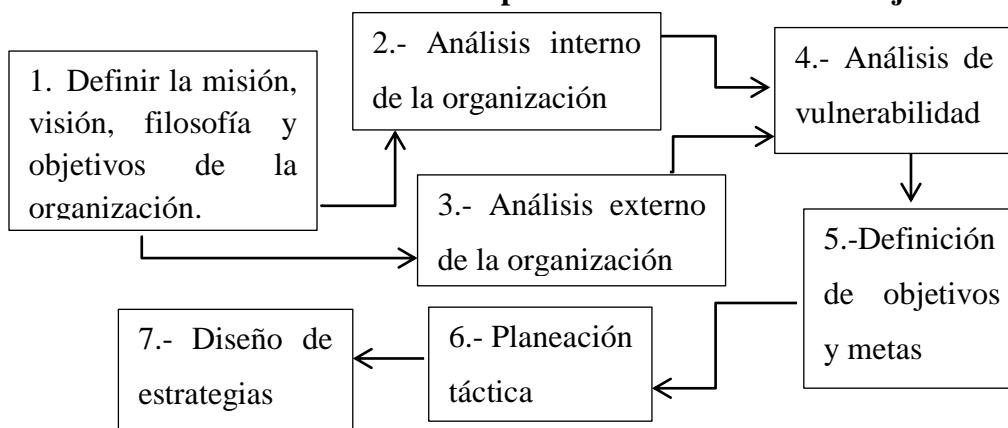 1. Definir la misión,
visión, filosofía y
objetivos de la
organización.
2.- Análisis interno
de la organización
3.- Análisis externo
de la organización
4.- Análisis de
vulnerabilidad
5.-Definición
de objetivos
y metas
6.- Planeación
táctica
7.- Diseño de
estrategias